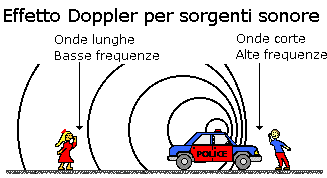 Effetto Doppler per sorgenti sonore
Onde lunghe
Basse frequenze
Onde corte
Alte frequenze
POLICE